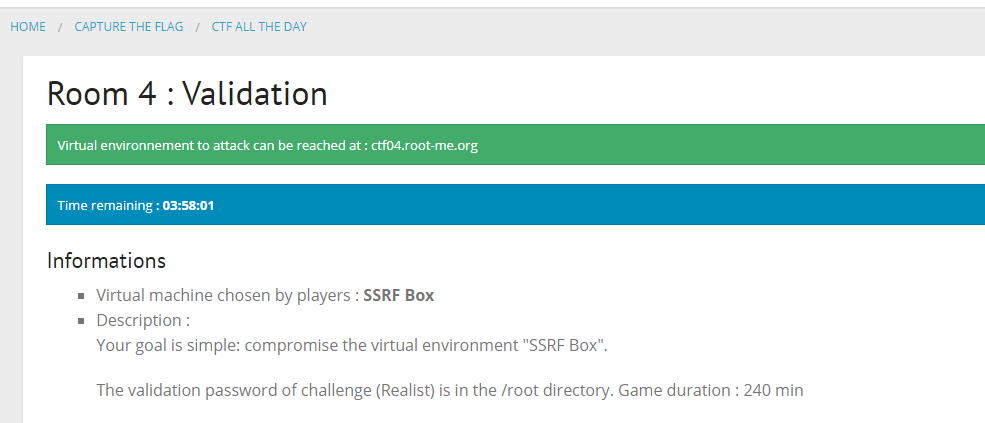 HOME / CAPTURE THE FLAG / CTF ALL THE DAY
Room 4 : Validation
Virtual environnement to attack can be reached at : ctf04.root-me.org
Time remaining : 03:58:01
Informations
Virtual machine chosen by players : SSRF Box
Description :
Your goal is simple: compromise the virtual environment "SSRF Box".
The validation password of challenge (Realist) is in the /root directory. Game duration : 240 min